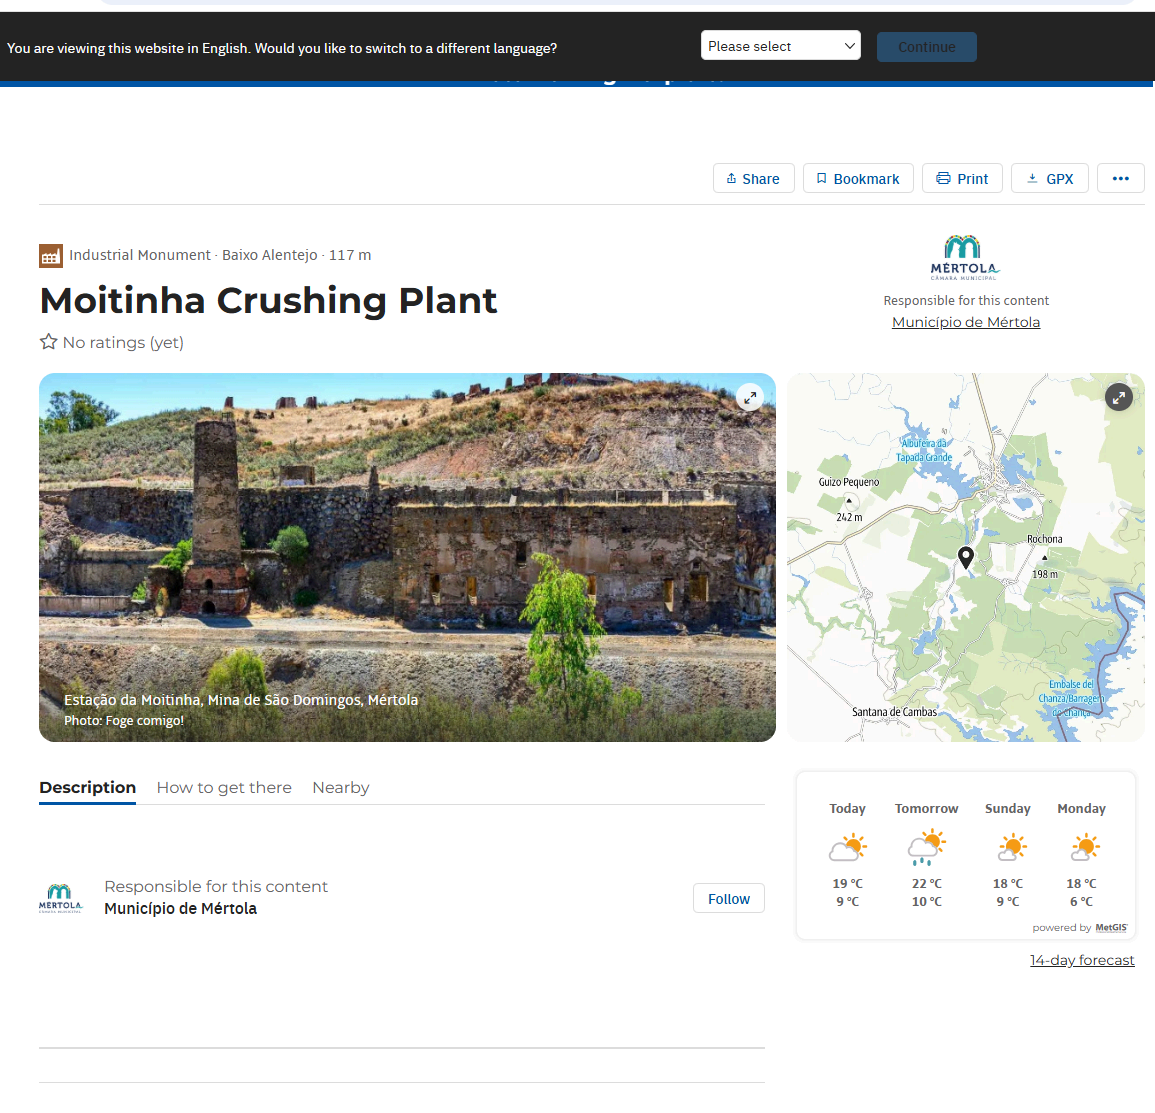 You are viewing this website in English. Would you like to switch to a different language?
Please select
Continue
Share
Bookmark
Print
GPX
Industrial Monument · Baixo Alentejo · 117 m
Moitinha Crushing Plant
No ratings (yet)
MÉRTOLA
CÂMARA MUNICIPAL
Responsible for this content
Município de Mértola
Estação da Moitinha, Mina de São Domingos, Mértola
Photo: Foge comigo!
Albufeira da
Tapada Grande
Guizo Pequeno
242 m
Rochona
198 m
Embalse del
Chanza/Barragem
de Chança
Santana de Cambas
Description
How to get there
Nearby
MÉRTOLA
CÂMARA MUNICIPAL
Responsible for this content
Município de Mértola
Follow
Today Tomorrow Sunday Monday
19 °C 22 °C 18 °C 18 °C
9 °C 10 °C 9 °C 6 °C
powered by MetGIS
14-day forecast